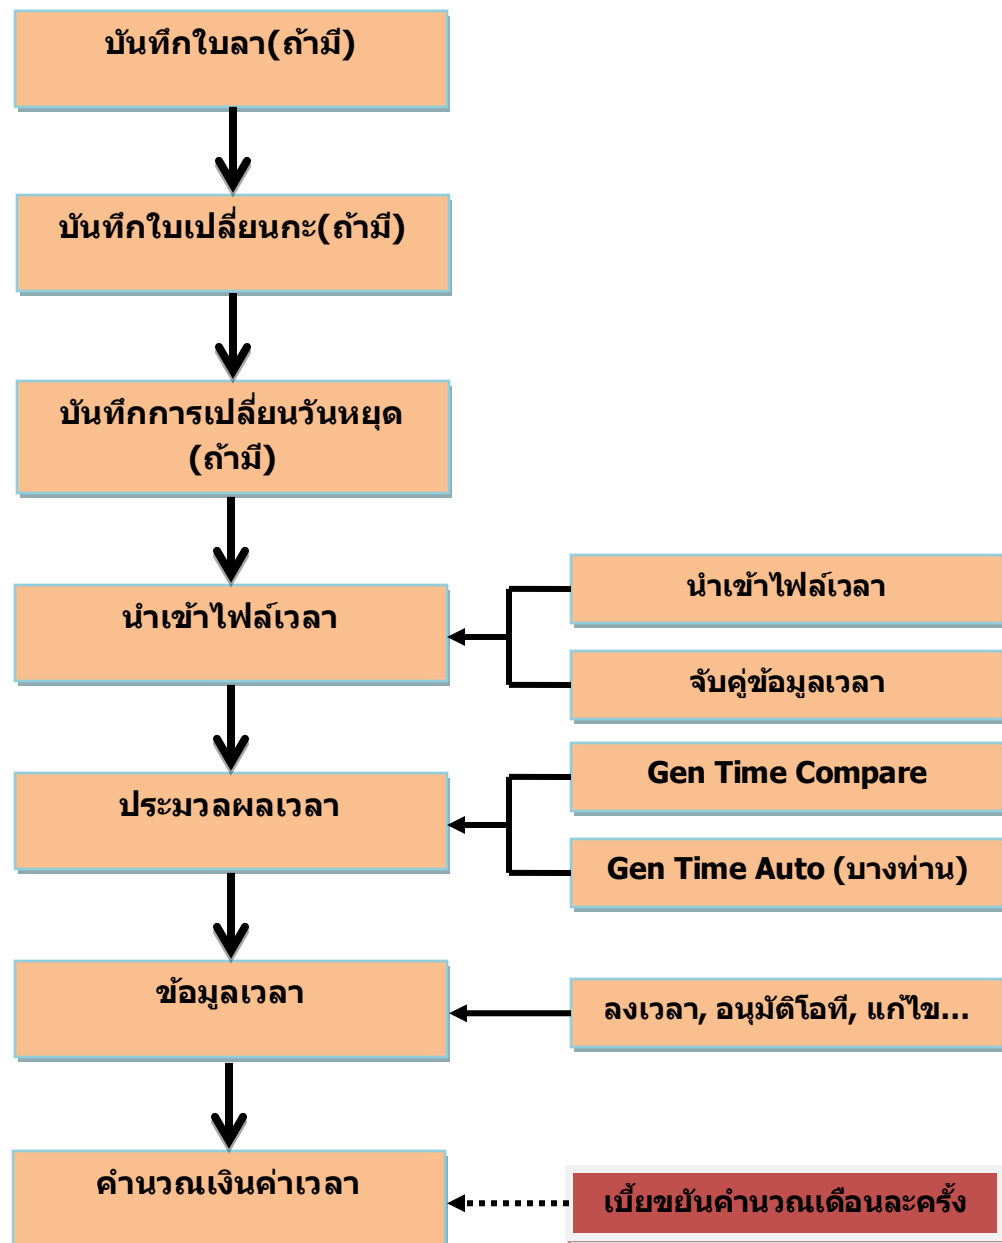 บันทึกใบลา(ถ้ามี)
บันทึกใบเปลี่ยนกะ(ถ้ามี)
บันทึกการเปลี่ยนวันหยุด
(ถ้ามี)
นำเข้าไฟล์เวลา
นำเข้าไฟล์เวลา
จับคู่ข้อมูลเวลา
ประมวลผลเวลา
Gen Time Compare
Gen Time Auto (บางท่าน)
ข้อมูลเวลา
ลงเวลา, อนุมัติโอที, แก้ไข...
คำนวณเงินค่าเวลา
เบี้ยขยันคำนวณเดือนละครั้ง